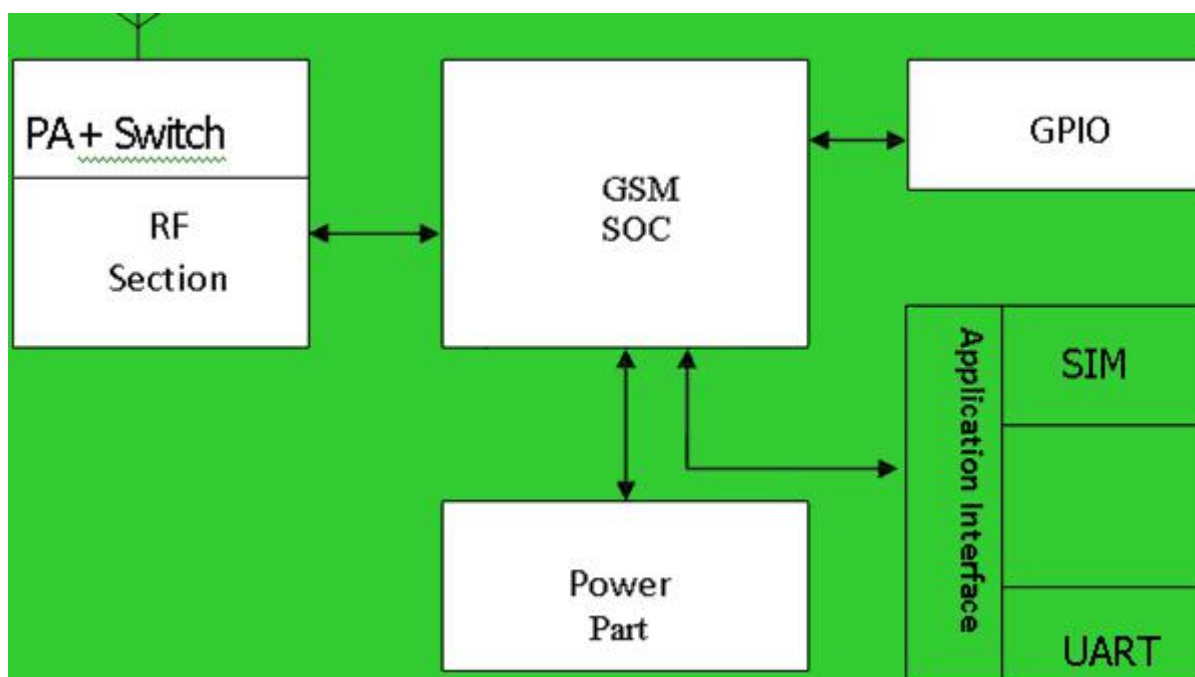 PA+ Switch
RF
Section
GSM
SOC
GPIO
Power
Part
Application Interface
SIM
UART